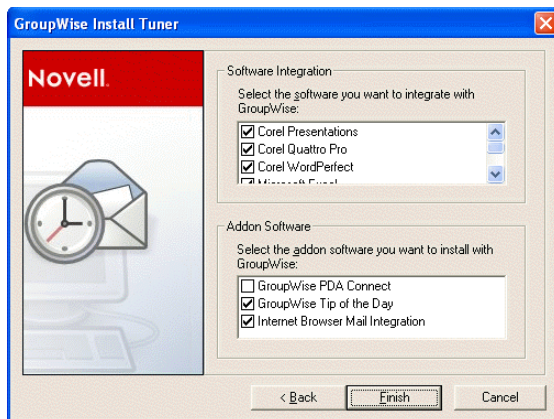 GroupWise Install Tuner
Novell.
Software Integration
Select the software you want to integrate with
GroupWise:
Corel Presentations
Corel Quattro Pro
Corel WordPerfect
Microsoft Excel
Addon Software
Select the addon software you want to install with
GroupWise:
GroupWise PDA Connect
GroupWise Tip of the Day
Internet Browser Mail Integration
< Back
Finish
Cancel